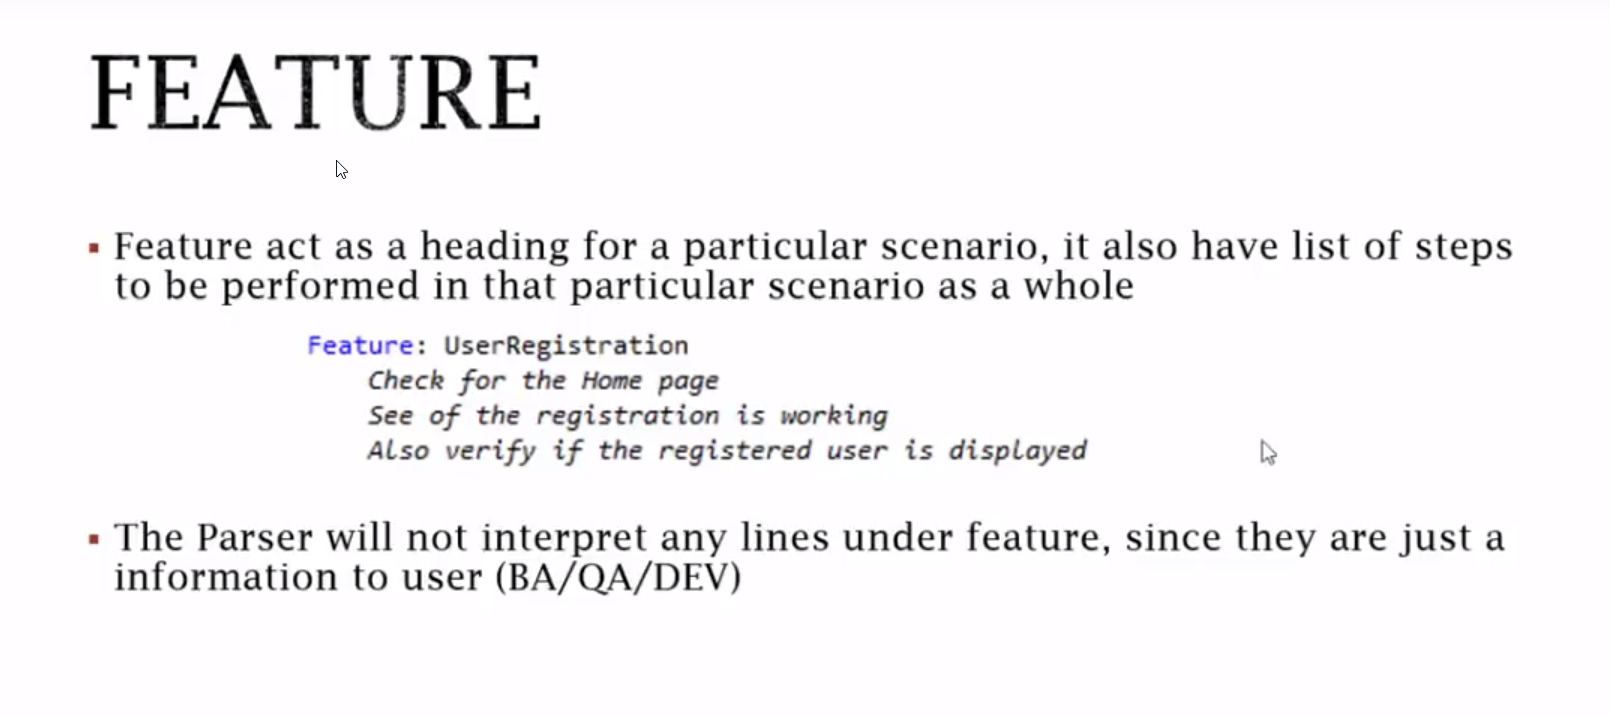 FEATURE
▪ Feature act as a heading for a particular scenario, it also have list of steps
to be performed in that particular scenario as a whole
Feature: UserRegistration
Check for the Home page
See of the registration is working
Also verify if the registered user is displayed
▪ The Parser will not interpret any lines under feature, since they are just a
information to user (BA/QA/DEV)